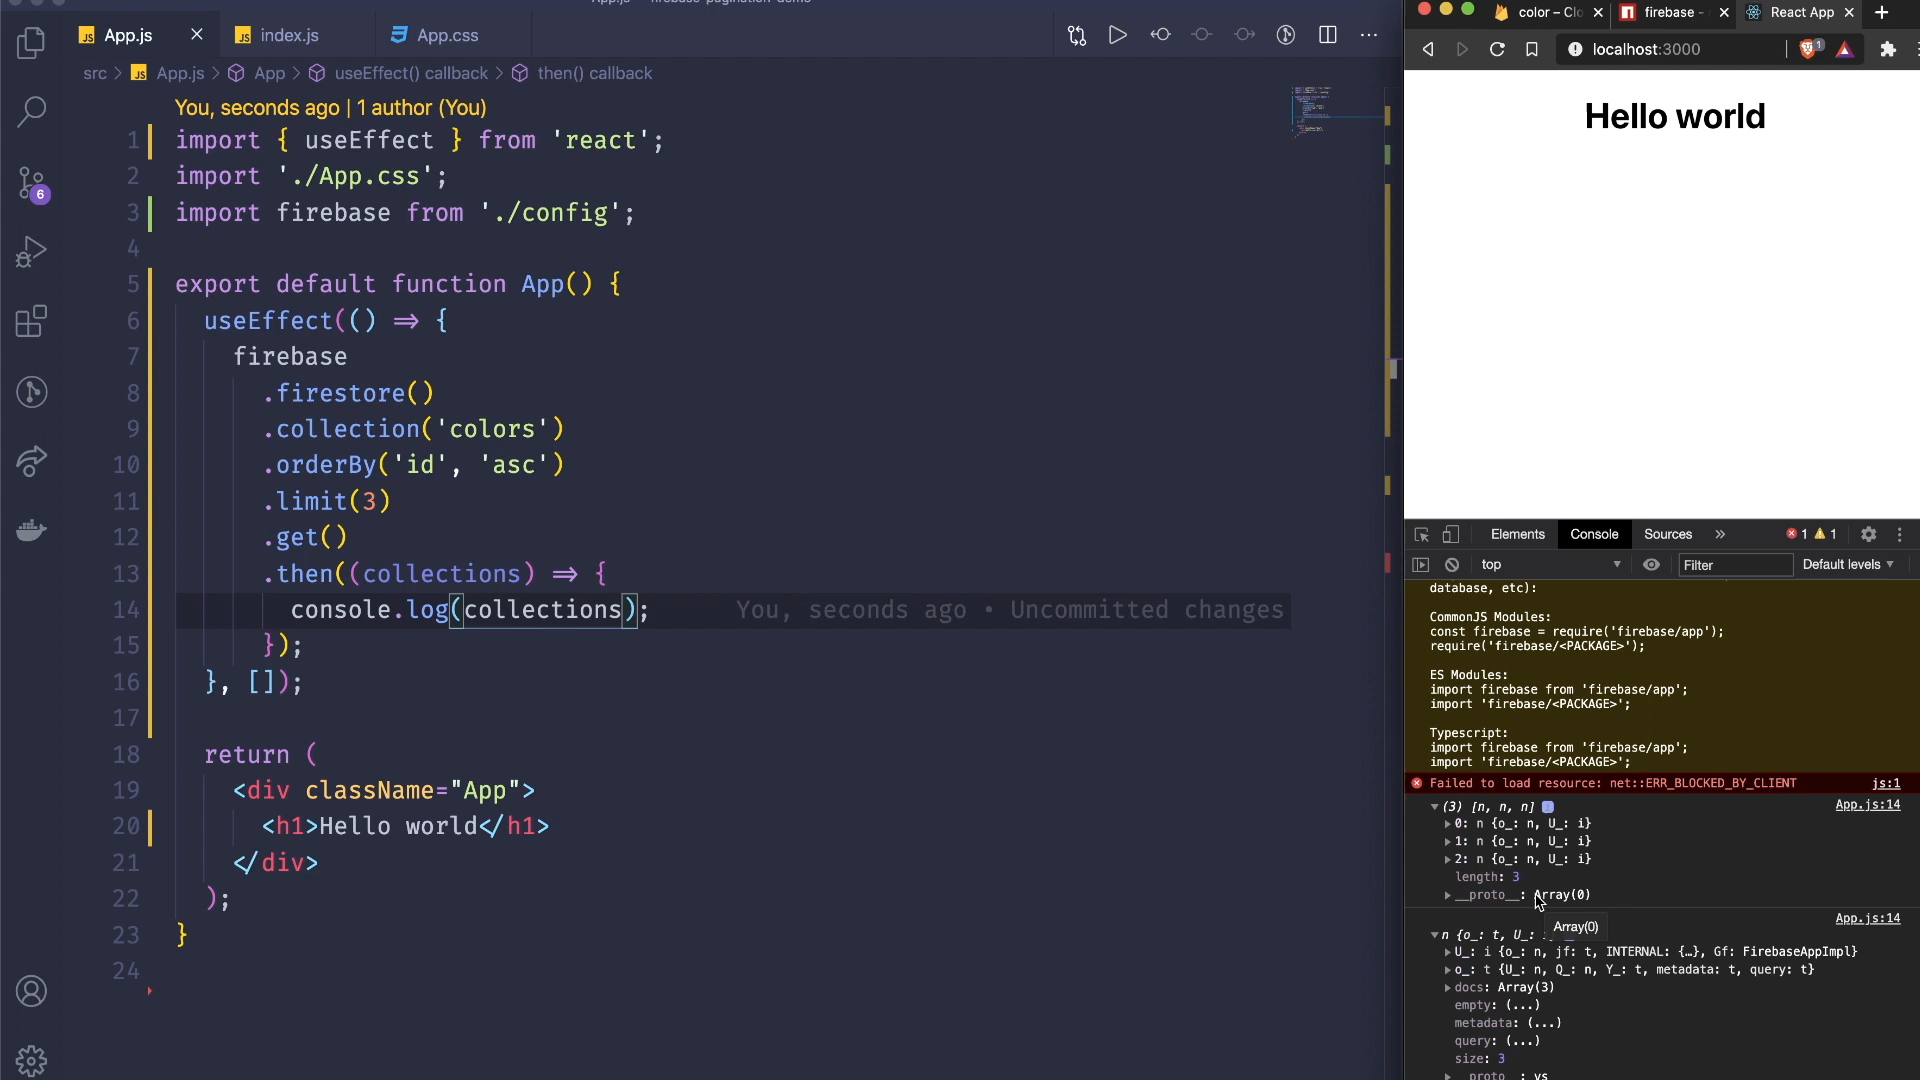 App.js
index.js
App.css
src > App.js > App > useEffect() callback > then() callback
You, seconds ago | 1 author (You)
1 import { useEffect } from 'react';
2 import './App.css';
3 import firebase from './config';
4
5 export default function App() {
6 useEffect(() => {
7 firebase
8 .firestore()
9 .collection('colors')
10 .orderBy('id', 'asc')
11 .limit(3)
12 .get()
13 .then((collections) => {
14 console.log(collections); You, seconds ago • Uncommitted changes
15 });
16 }, []);
17
18 return (
19 <div className="App">
20 <h1>Hello world</h1>
21 </div>
22 );
23 }
24
6
color – Clo
firebase -
React App
localhost:3000
1
Hello world
Elements Console Sources » 1 1
top Filter Default levels
database, etc):
CommonJS Modules:
const firebase = require('firebase/app');
require('firebase/<PACKAGE>');
ES Modules:
import firebase from 'firebase/app';
import 'firebase/<PACKAGE>';
Typescript:
import firebase from 'firebase/app';
import 'firebase/<PACKAGE>';
Failed to load resource: net::ERR_BLOCKED_BY_CLIENT js:1
(3) [n, n, n] App.js:14
0: n {o_: n, U_: i}
1: n {o_: n, U_: i}
2: n {o_: n, U_: i}
length: 3
__proto__: Array(0)
App.js:14
Array(0)
n {o_: t, U_:
U_: i {o_: n, jf: t, INTERNAL: {…}, Gf: FirebaseAppImpl}
o_: t {U_: n, Q_: n, Y_: t, metadata: t, query: t}
docs: Array(3)
empty: (...)
metadata: (...)
query: (...)
size: 3